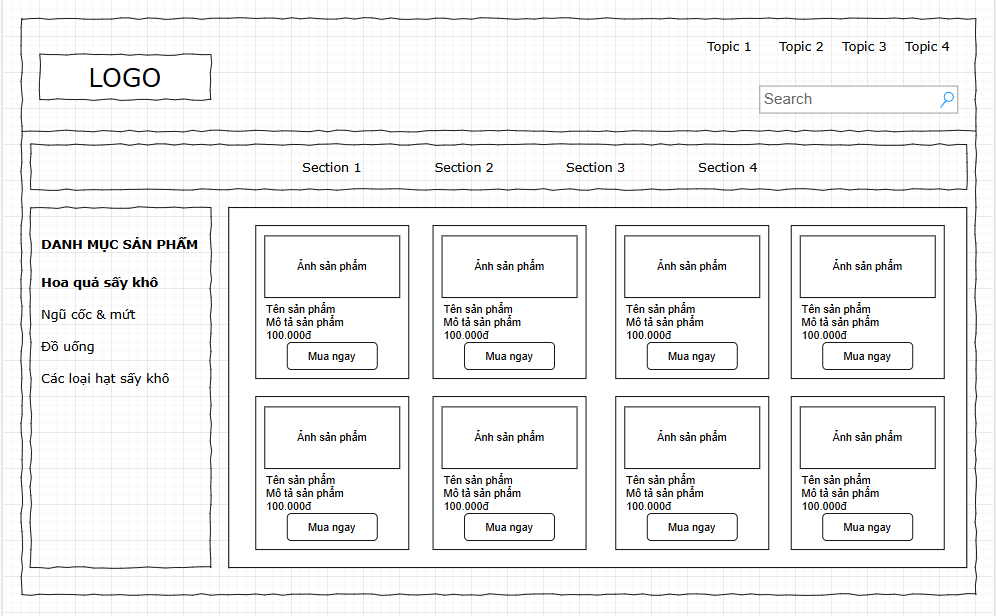 Topic 1 Topic 2 Topic 3 Topic 4
LOGO
Search
Section 1 Section 2 Section 3 Section 4
DANH MỤC SẢN PHẨM
Hoa quả sấy khô
Ngũ cốc & mứt
Đồ uống
Các loại hạt sấy khô
Ảnh sản phẩm
Tên sản phẩm
Mô tả sản phẩm
100.000đ
Mua ngay
Ảnh sản phẩm
Tên sản phẩm
Mô tả sản phẩm
100.000đ
Mua ngay
Ảnh sản phẩm
Tên sản phẩm
Mô tả sản phẩm
100.000đ
Mua ngay
Ảnh sản phẩm
Tên sản phẩm
Mô tả sản phẩm
100.000đ
Mua ngay
Ảnh sản phẩm
Tên sản phẩm
Mô tả sản phẩm
100.000đ
Mua ngay
Ảnh sản phẩm
Tên sản phẩm
Mô tả sản phẩm
100.000đ
Mua ngay
Ảnh sản phẩm
Tên sản phẩm
Mô tả sản phẩm
100.000đ
Mua ngay
Ảnh sản phẩm
Tên sản phẩm
Mô tả sản phẩm
100.000đ
Mua ngay